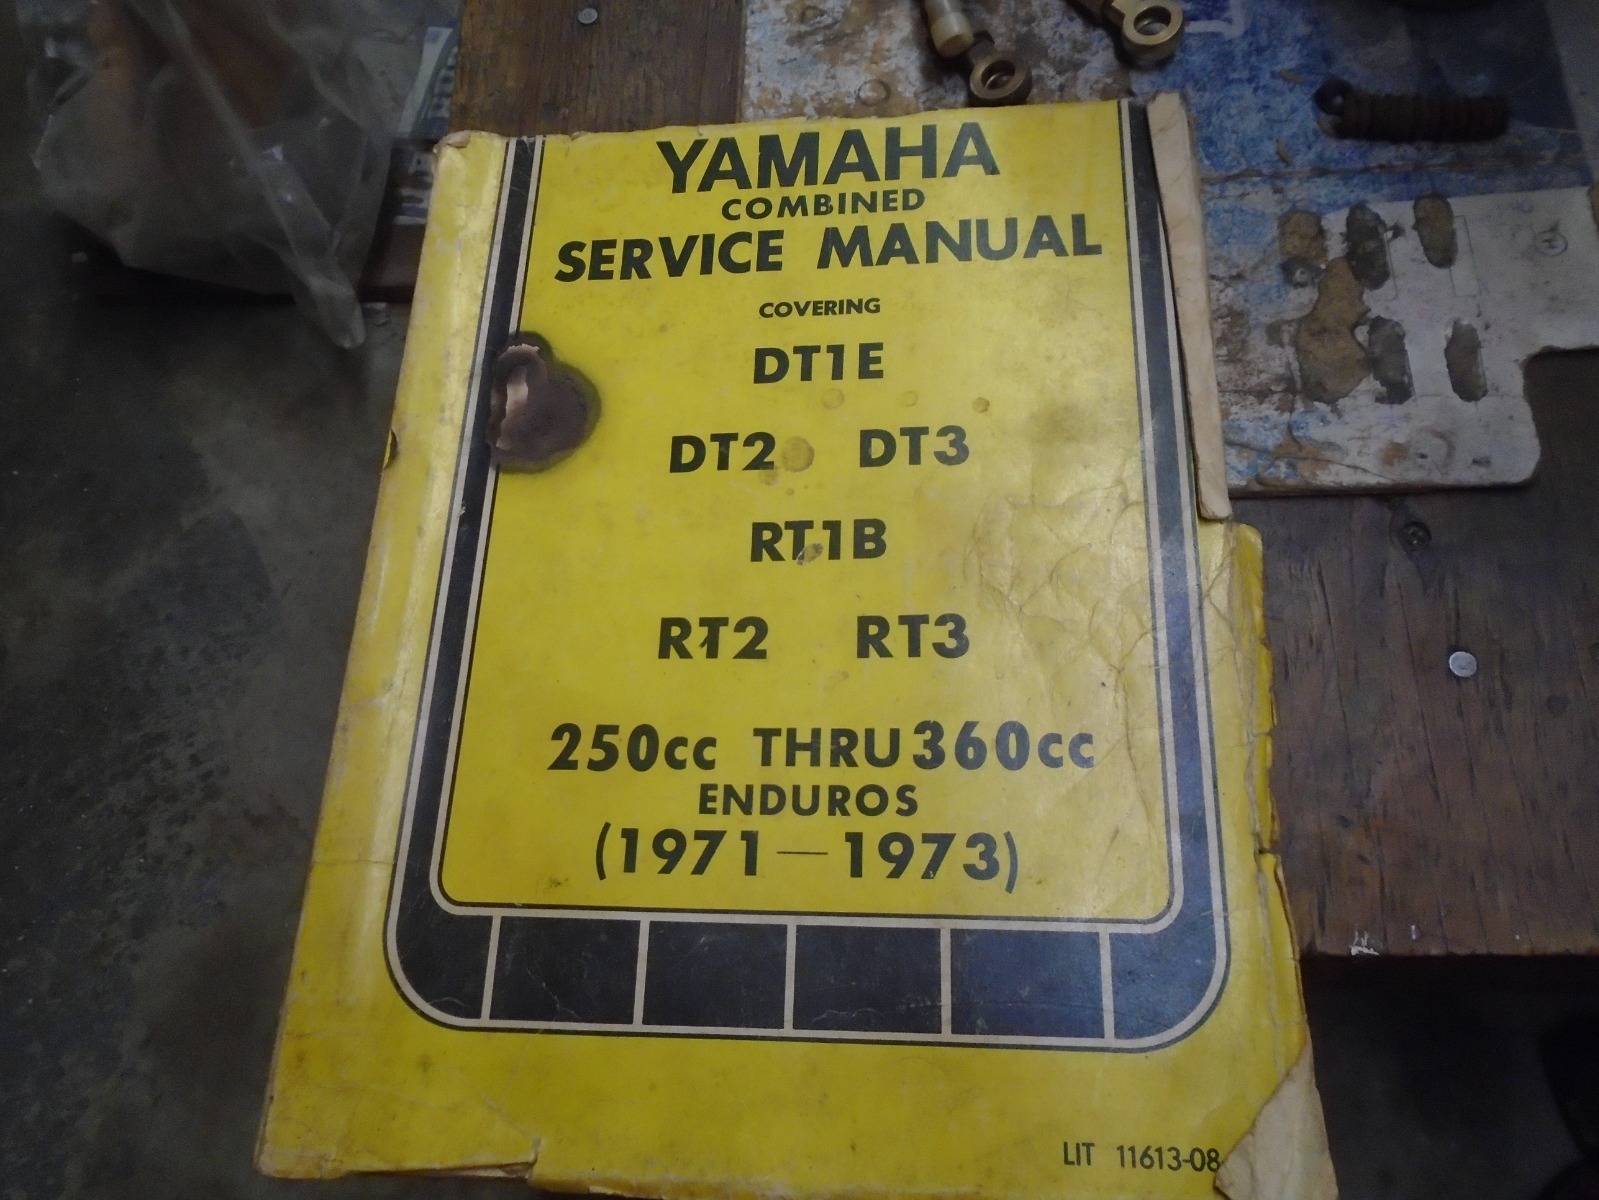 YAMAHA
COMBINED
SERVICE MANUAL
COVERING
DT1E
DT2 DT3
RT1B
RT2 RT3
250cc THRU 360cc
ENDUROS
(1971 — 1973)
LIT 11613-08